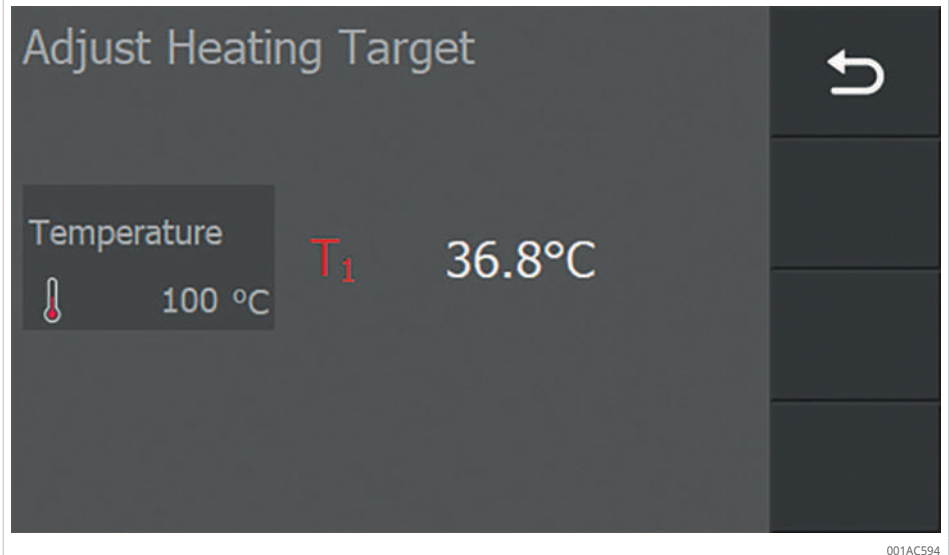 Adjust Heating Target
Temperature
100 °C
T₁ 36.8°C
001AC594